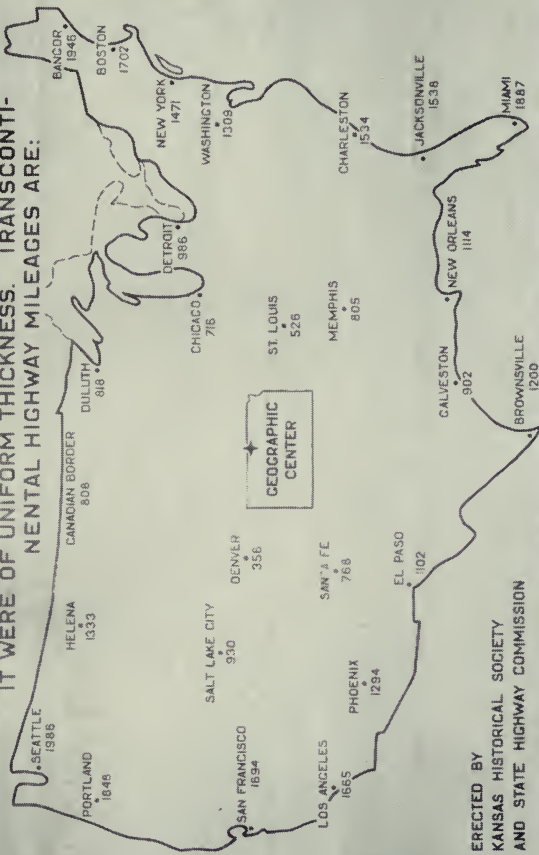 IT WERE OF UNIFORM THICKNESS. TRANSCONTI-
NENTAL HIGHWAY MILEAGES ARE:
SEATTLE
PORTLAND
HELENA
1333
CANADIAN BORDER
808
DULUTH
818
BANGOR
1946
BOSTON
1702
NEW YORK
1471
WASHINGTON
1309
DETROIT
986
CHICAGO
716
SALT LAKE CITY
930
DENVER
356
SAN FRANCISCO
1694
GEOGRAPHIC
CENTER
ST. LOUIS
526
MEMPHIS
805
CHARLESTON
1534
LOS ANGELES
1665
PHOENIX
1294
SANTA FE
768
EL PASO
1102
JACKSONVILLE
1538
NEW ORLEANS
1114
GALVESTON
902
MIAMI
1887
BROWNSVILLE
1200
ERECTED BY
KANSAS HISTORICAL SOCIETY
AND STATE HIGHWAY COMMISSION